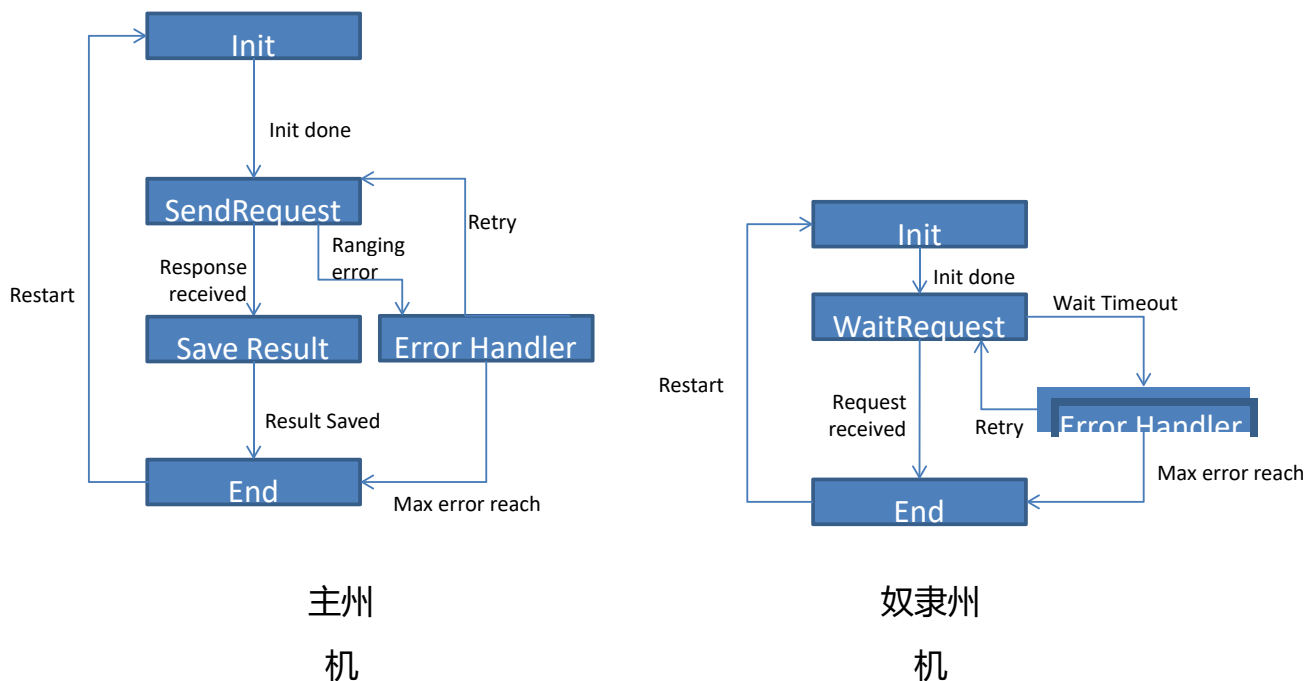 Init
Init done
SendRequest
Retry
Ranging
error
Response
received
Restart
Save Result
Error Handler
Result Saved
End
Max error reach
主州
机
Init
Init done
Wait Timeout
WaitRequest
Restart
Request
received
Retry
Error Handler
Max error reach
End
奴隶州
机